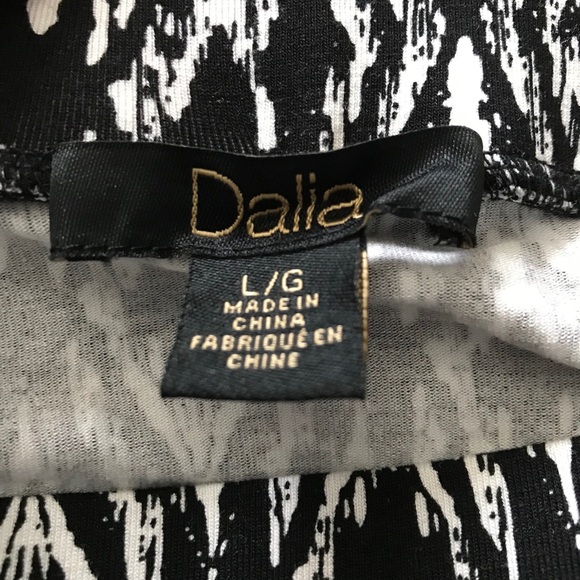 Dalia
L/G
MADE IN
CHINA
FABRIQUÉ EN
CHINE